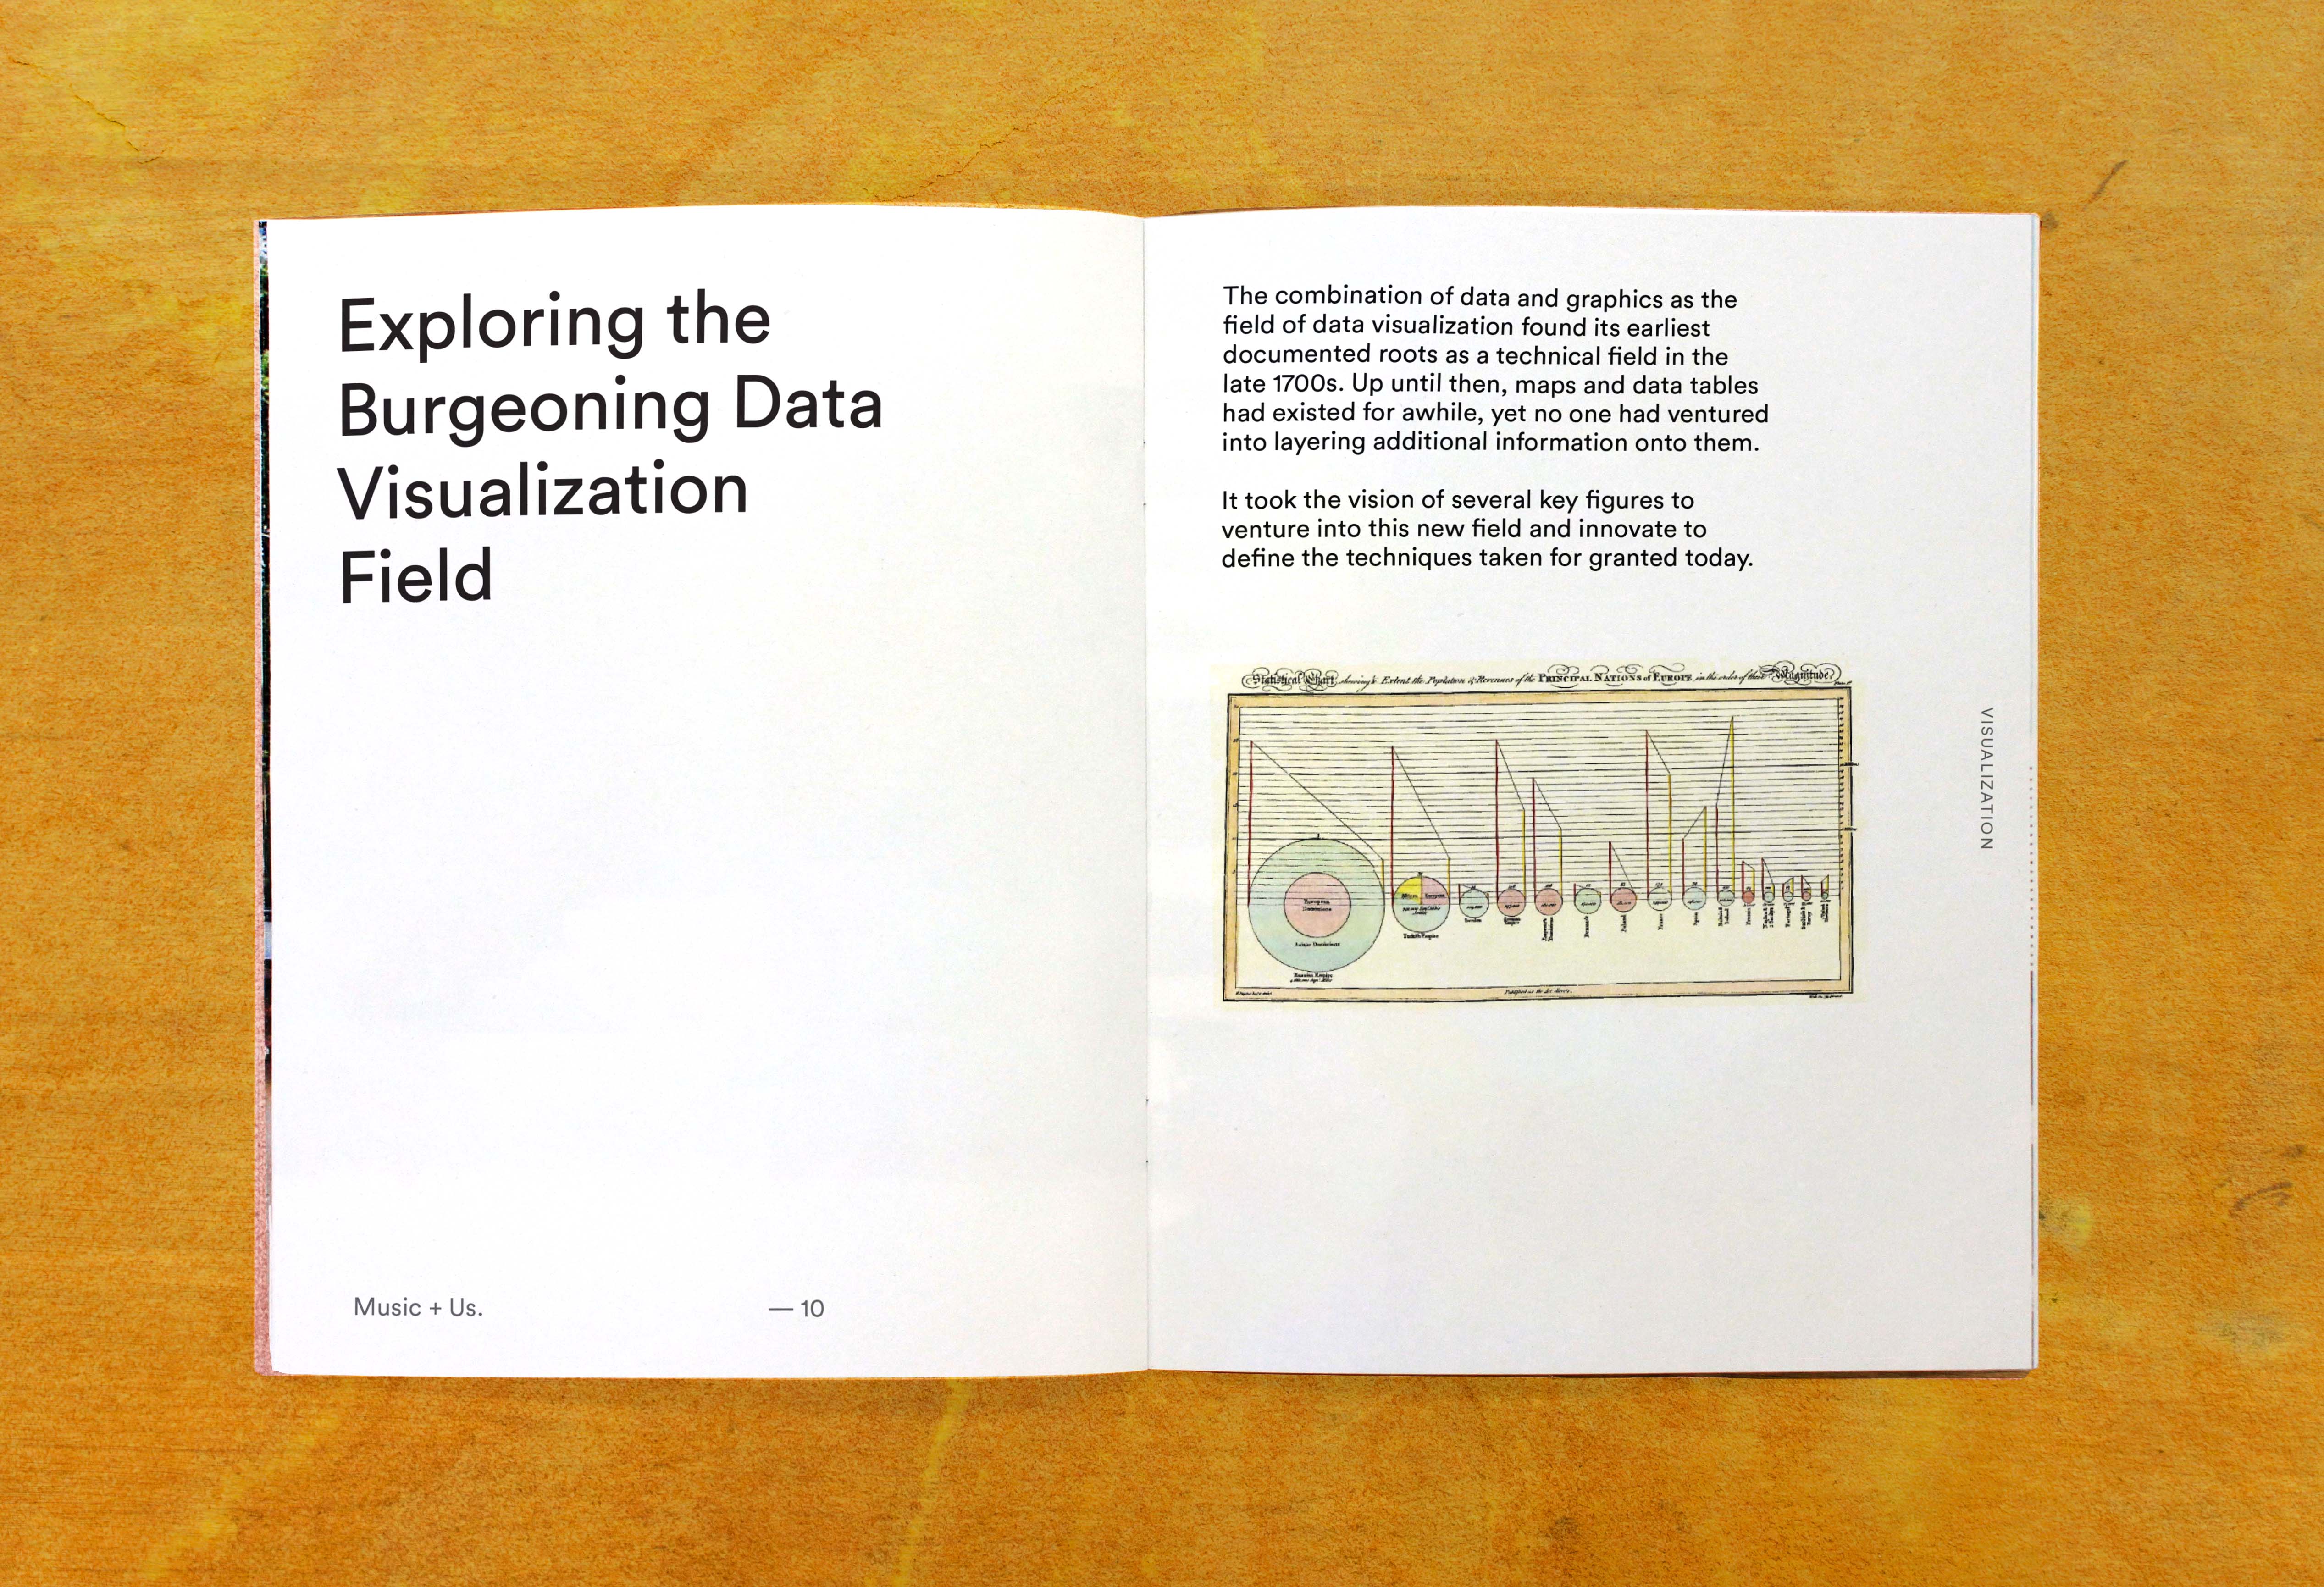 Exploring the
Burgeoning Data
Visualization
Field
Music + Us.
— 10
The combination of data and graphics as the
field of data visualization found its earliest
documented roots as a technical field in the
late 1700s. Up until then, maps and data tables
had existed for awhile, yet no one had ventured
into layering additional information onto them.
It took the vision of several key figures to
venture into this new field and innovate to
define the techniques taken for granted today.
Statistical Chart showing Extent the Population & Revenues of the PRINCIPAL NATIONS of EUROPE in the order of their Magnitude
European
Dominions
Russian Empire
Turkish Empire
VISUALIZATION